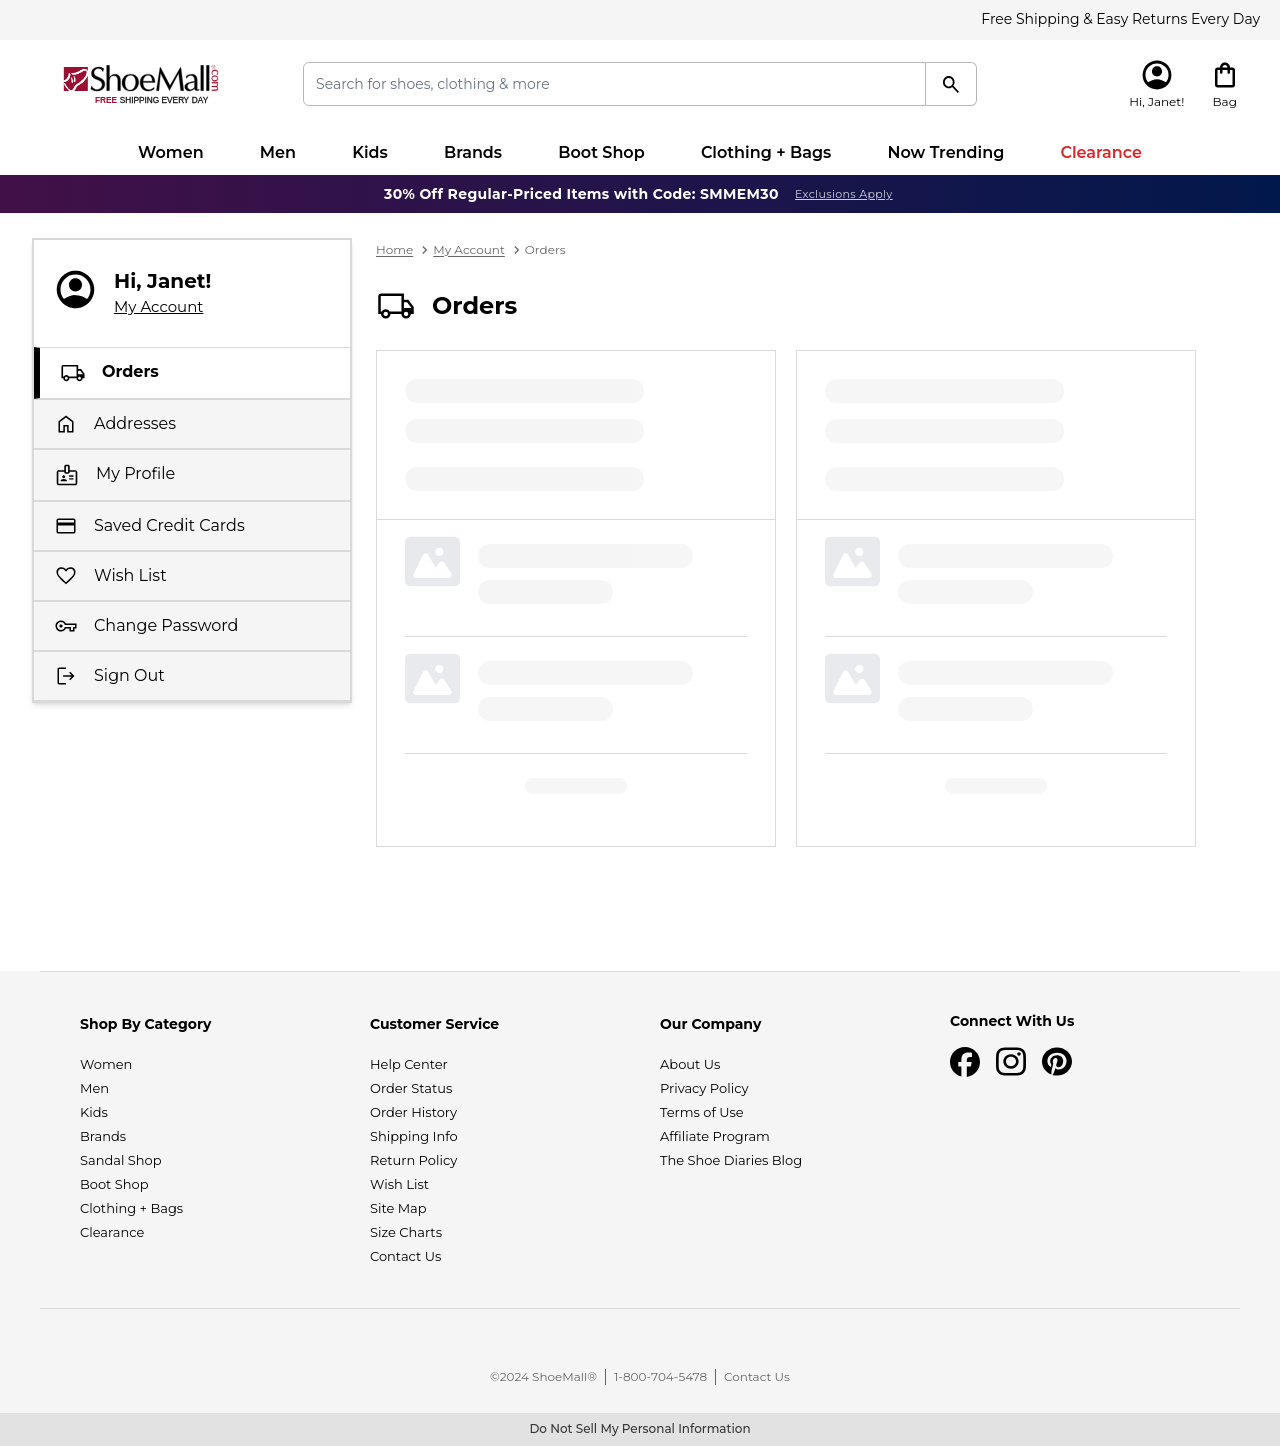 Free Shipping & Easy Returns Every Day
ShoeMall.com
FREE SHIPPING EVERY DAY
Search for shoes, clothing & more
Hi, Janet!
Bag
Women Men Kids Brands Boot Shop Clothing + Bags Now Trending Clearance
30% Off Regular-Priced Items with Code: SMMEM30 Exclusions Apply
Hi, Janet!
My Account
Orders
Addresses
My Profile
Saved Credit Cards
Wish List
Change Password
Sign Out
Home My Account Orders
Orders
Shop By Category
Women
Men
Kids
Brands
Sandal Shop
Boot Shop
Clothing + Bags
Clearance
Customer Service
Help Center
Order Status
Order History
Shipping Info
Return Policy
Wish List
Site Map
Size Charts
Contact Us
Our Company
About Us
Privacy Policy
Terms of Use
Affiliate Program
The Shoe Diaries Blog
Connect With Us
©2024 ShoeMall® 1-800-704-5478 Contact Us
Do Not Sell My Personal Information